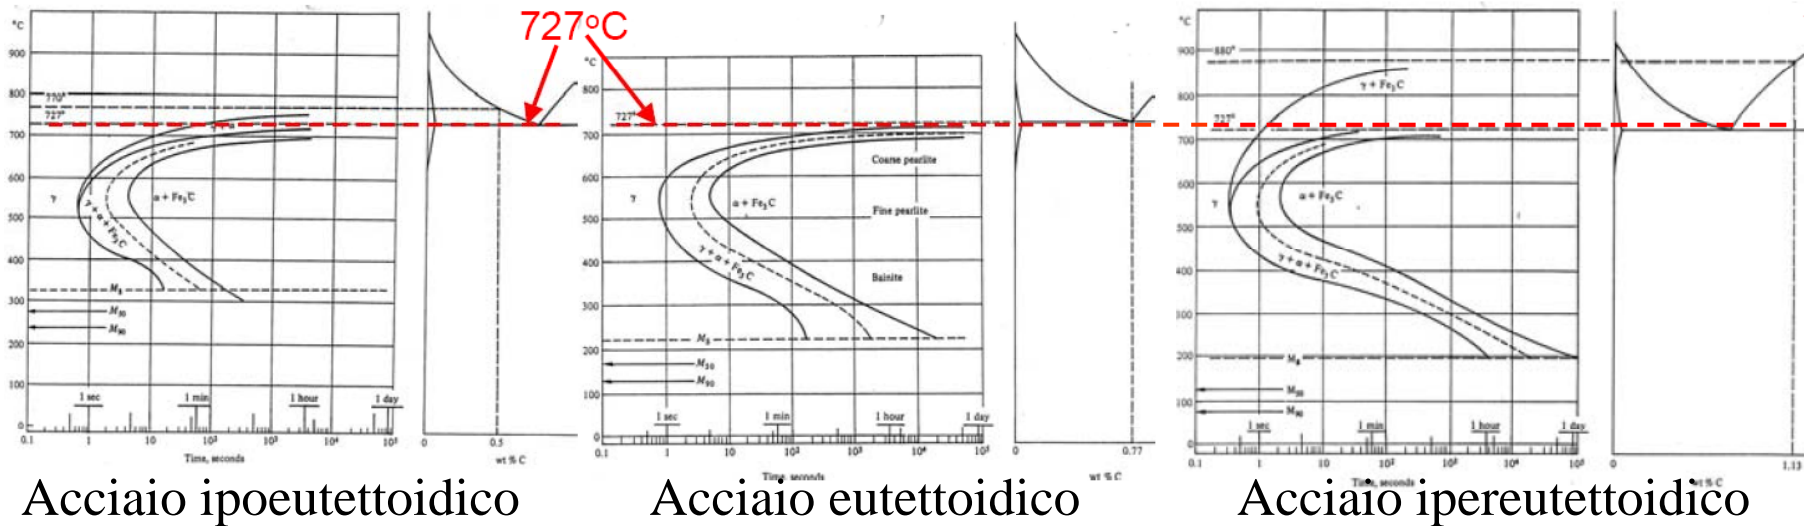 727°C
°C
900
800
770°
727°
700
600
500
400
300
200
100
0
γ + α
γ
α + Fe₃C
γ + α + Fe₃C
Mₛ
M₅₀
M₉₀
1 sec
1 min
1 hour
1 day
0.1
1
10
10²
10³
10⁴
10⁵
Time, seconds
0
0.5
wt % C
°C
800
727°
700
600
500
400
300
200
100
0
γ
α + Fe₃C
γ + α + Fe₃C
Coarse pearlite
Fine pearlite
Bainite
Mₛ
M₅₀
M₉₀
1 sec
1 min
1 hour
1 day
0.1
1
10
10²
10³
10⁴
10⁵
Time, seconds
0
0.77
wt % C
°C
900
880°
800
727°
700
600
500
400
300
200
100
0
γ + Fe₃C
γ
α + Fe₃C
γ + α + Fe₃C
Mₛ
M₅₀
M₉₀
1 sec
1 min
1 hour
1 day
0.1
1
10
10²
10³
10⁴
10⁵
Time, seconds
0
1.13
wt % C
Acciaio ipoeutettoidico
Acciaio eutettoidico
Acciaio ipereutettoidico